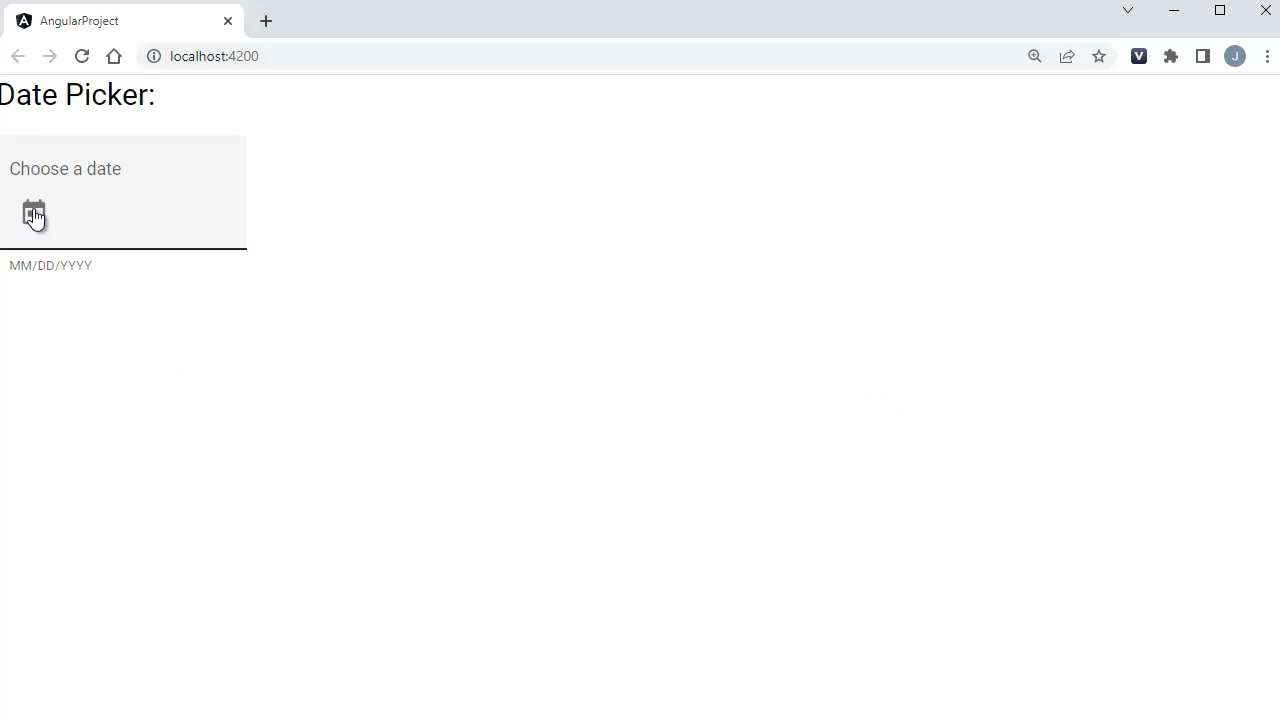 AngularProject
localhost:4200
V
J
Date Picker:
Choose a date
MM/DD/YYYY